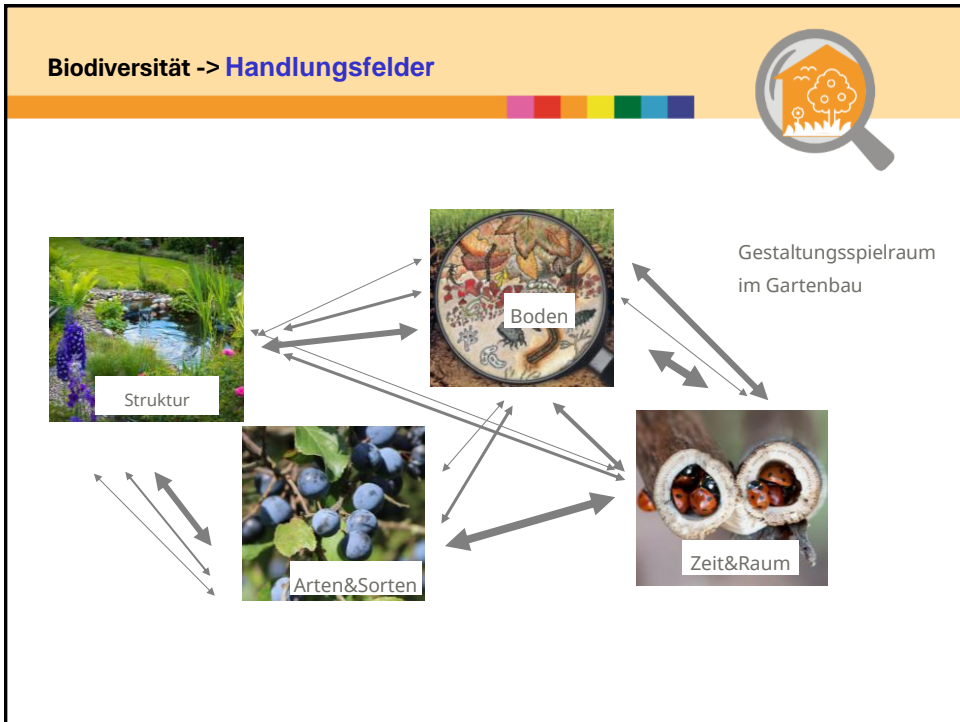 Biodiversität -> Handlungsfelder
Gestaltungsspielraum
im Gartenbau
Boden
Struktur
Arten&Sorten
Zeit&Raum